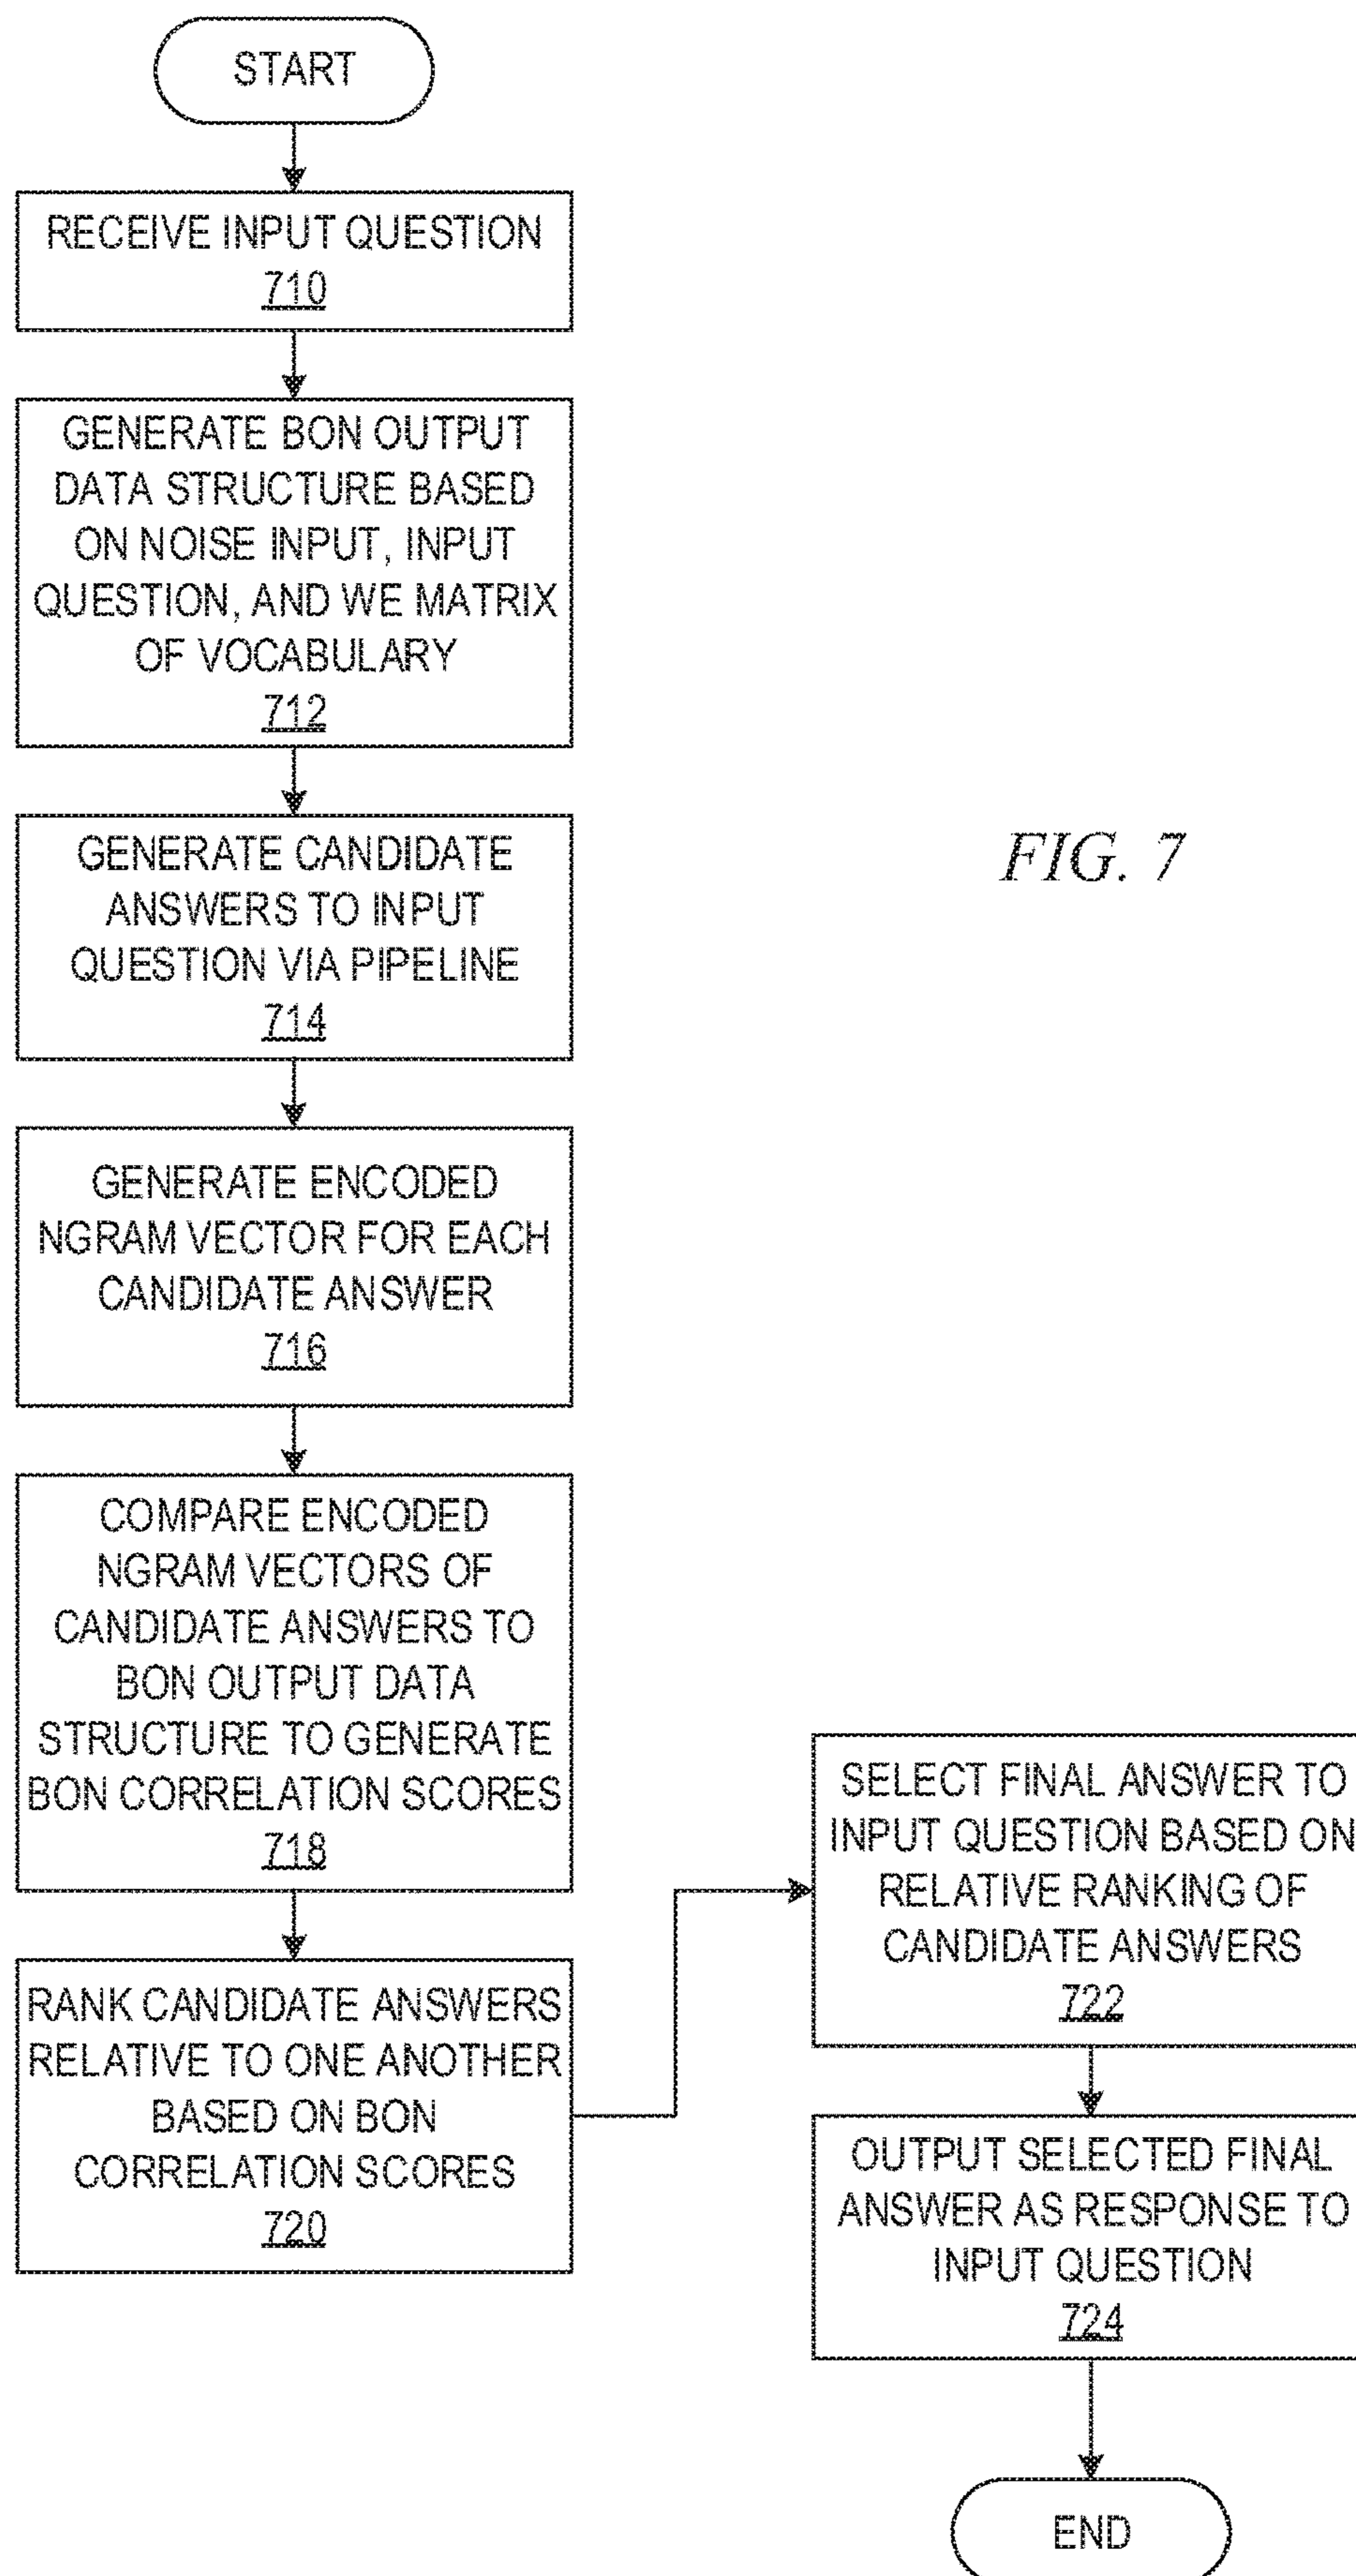 START
RECEIVE INPUT QUESTION
710
GENERATE BON OUTPUT
DATA STRUCTURE BASED
ON NOISE INPUT, INPUT
QUESTION, AND WE MATRIX
OF VOCABULARY
712
GENERATE CANDIDATE
ANSWERS TO INPUT
QUESTION VIA PIPELINE
714
GENERATE ENCODED
NGRAM VECTOR FOR EACH
CANDIDATE ANSWER
716
COMPARE ENCODED
NGRAM VECTORS OF
CANDIDATE ANSWERS TO
BON OUTPUT DATA
STRUCTURE TO GENERATE
BON CORRELATION SCORES
718
RANK CANDIDATE ANSWERS
RELATIVE TO ONE ANOTHER
BASED ON BON
CORRELATION SCORES
720
SELECT FINAL ANSWER TO
INPUT QUESTION BASED ON
RELATIVE RANKING OF
CANDIDATE ANSWERS
722
OUTPUT SELECTED FINAL
ANSWER AS RESPONSE TO
INPUT QUESTION
724
END
FIG. 7